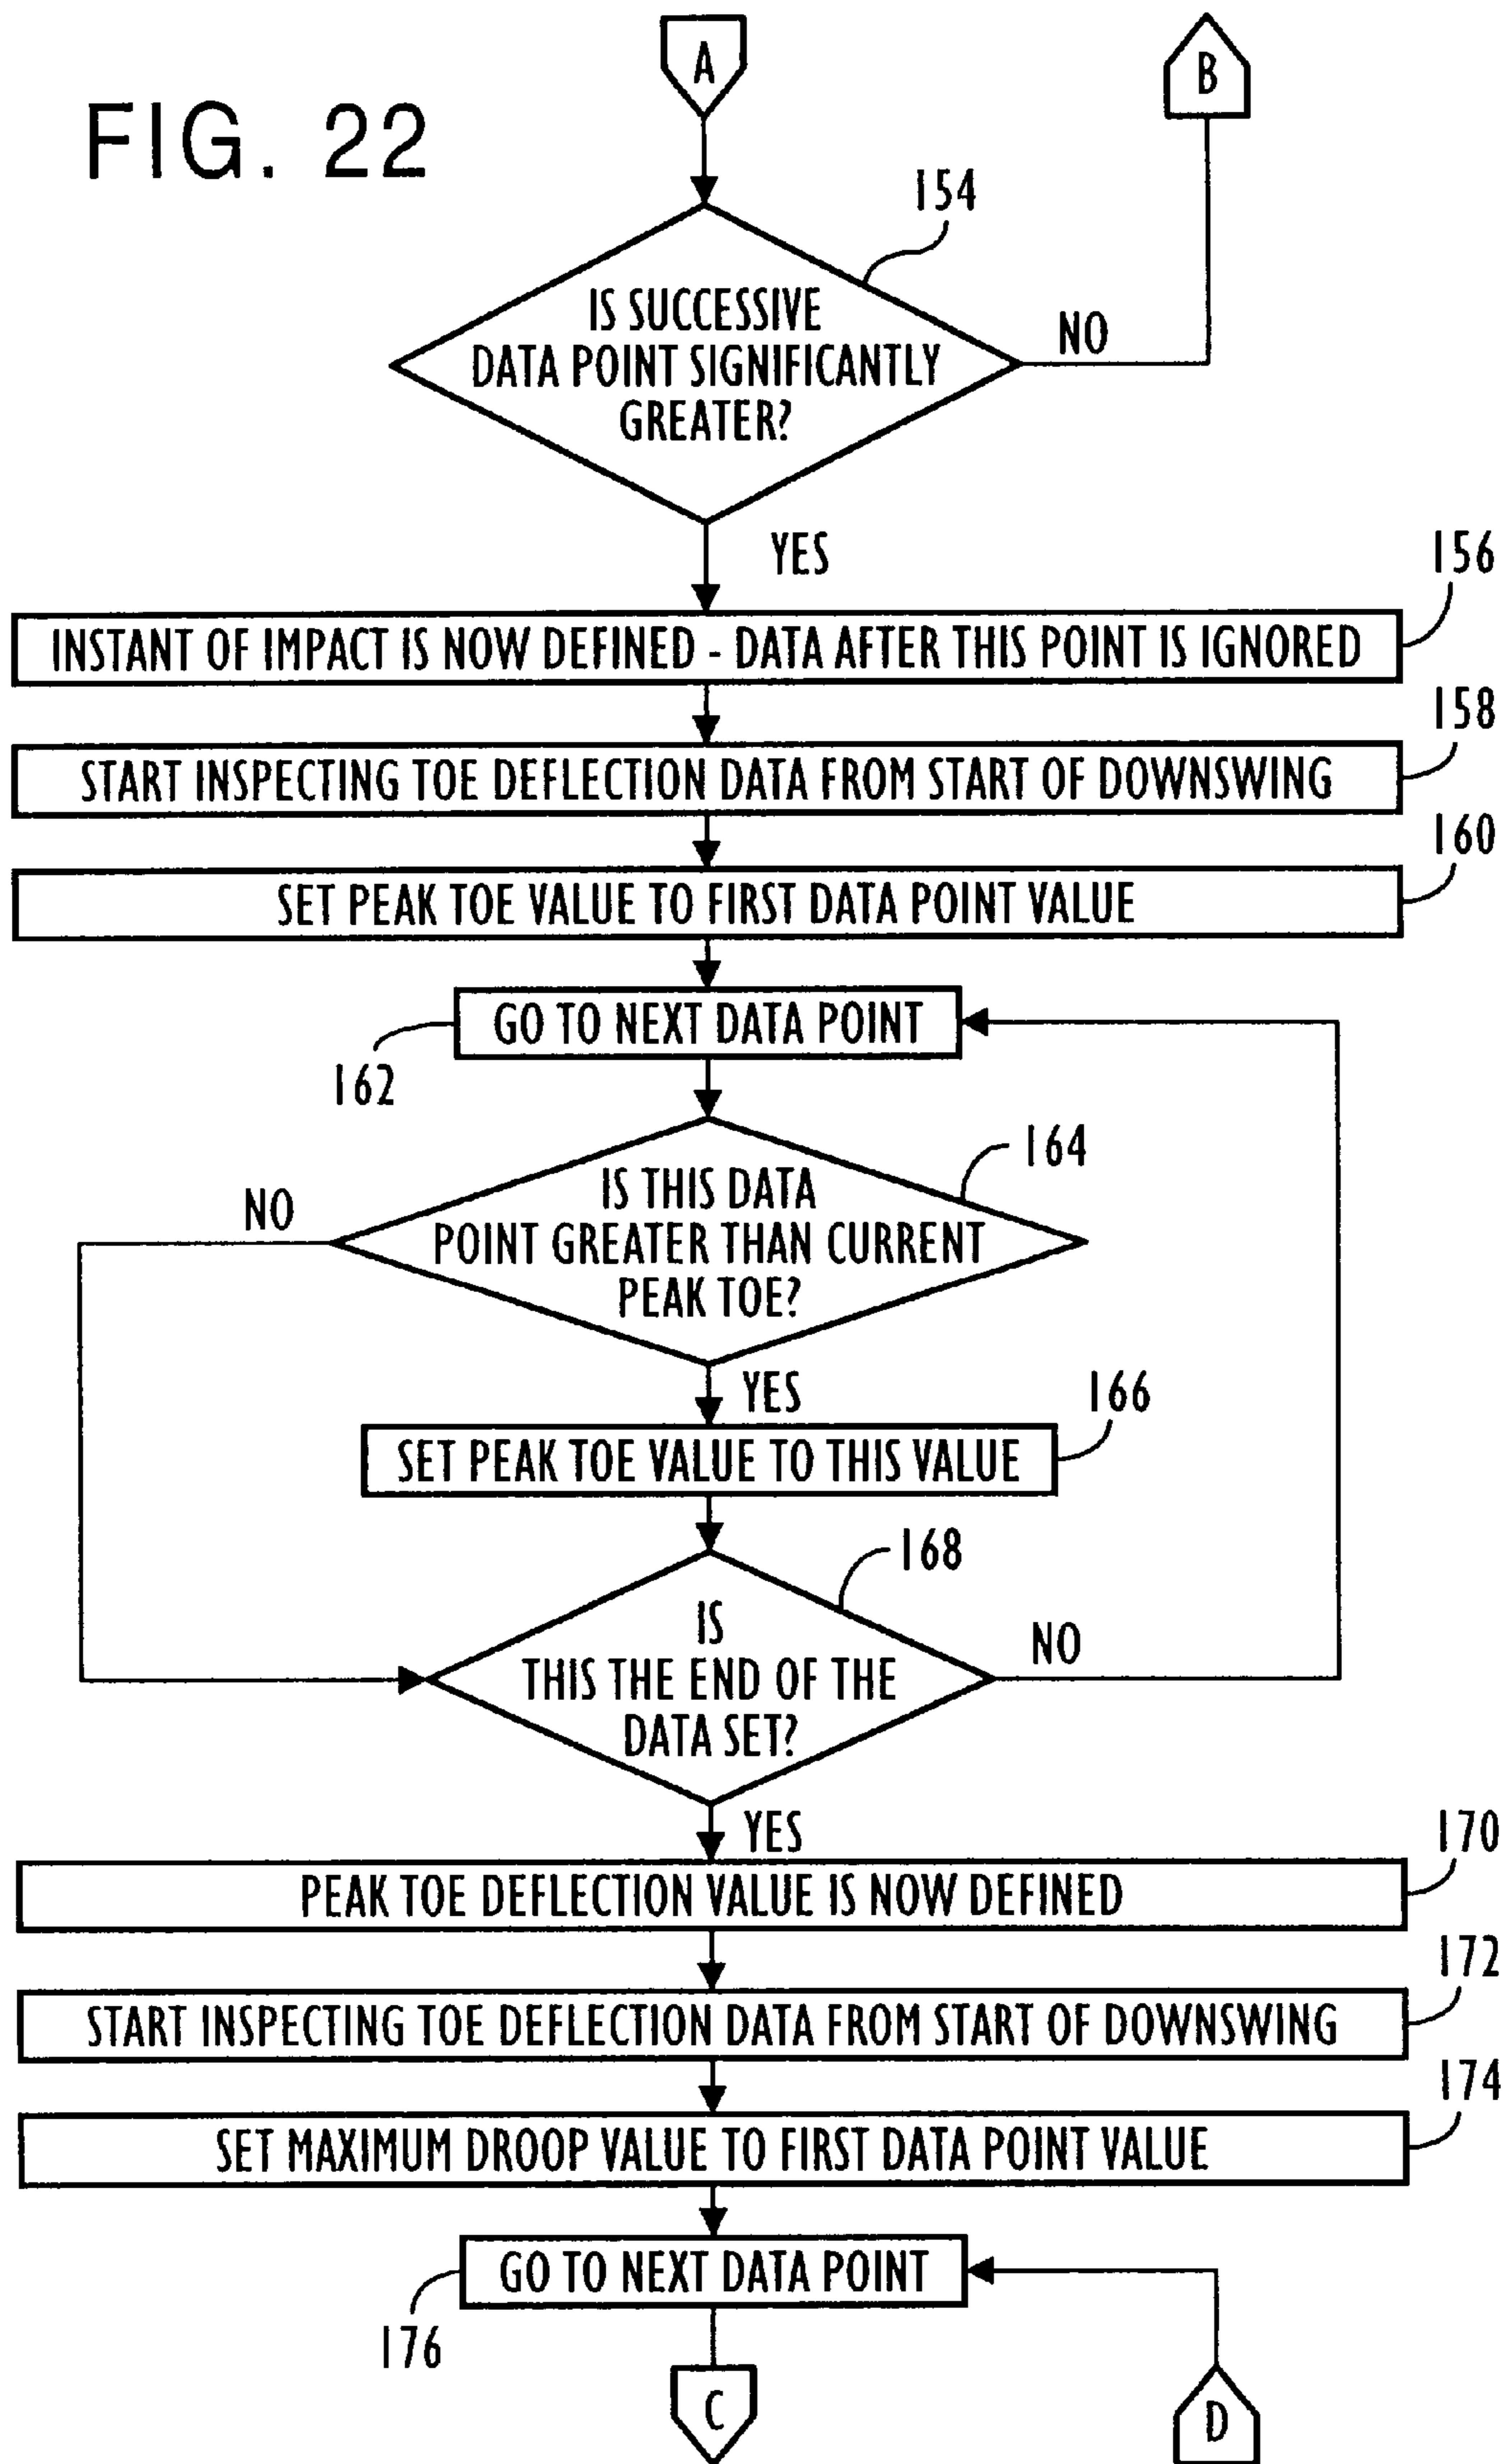 A
B
FIG. 22
154
IS SUCCESSIVE
DATA POINT SIGNIFICANTLY
GREATER?
NO
YES
156
INSTANT OF IMPACT IS NOW DEFINED - DATA AFTER THIS POINT IS IGNORED
158
START INSPECTING TOE DEFLECTION DATA FROM START OF DOWNSWING
160
SET PEAK TOE VALUE TO FIRST DATA POINT VALUE
GO TO NEXT DATA POINT
162
164
IS THIS DATA
POINT GREATER THAN CURRENT
PEAK TOE?
NO
YES
166
SET PEAK TOE VALUE TO THIS VALUE
168
IS
THIS THE END OF THE
DATA SET?
NO
YES
170
PEAK TOE DEFLECTION VALUE IS NOW DEFINED
172
START INSPECTING TOE DEFLECTION DATA FROM START OF DOWNSWING
174
SET MAXIMUM DROOP VALUE TO FIRST DATA POINT VALUE
GO TO NEXT DATA POINT
176
C
D